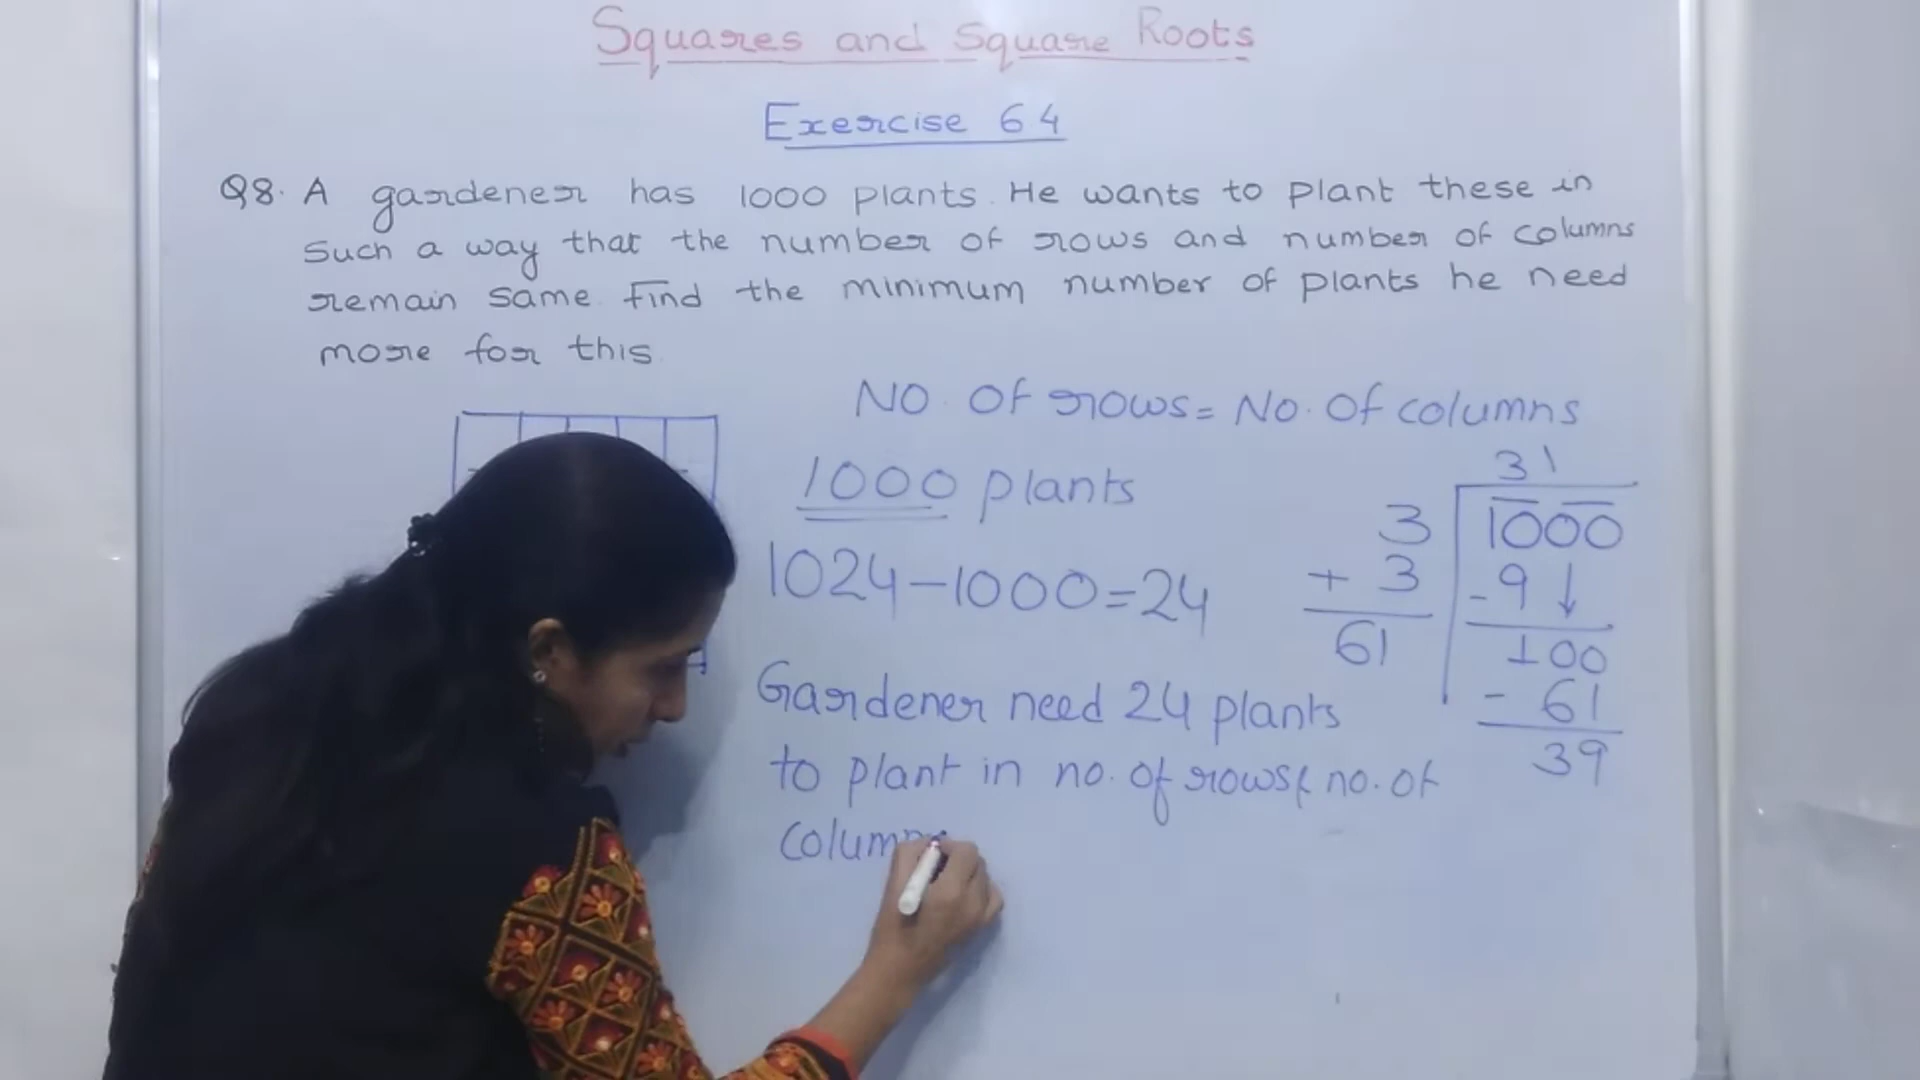 Squares and Square Roots
Exercise 6 4
Q8. A gardener has 1000 plants. He wants to plant these in
such a way that the number of rows and number of columns
remain same. Find the minimum number of plants he need
more for this.
No. of rows = No. of columns
1000 plants
1024-1000=24
Gardener need 24 plants
to plant in no. of rows & no. of
column
31
3 1000
+ 3 -9 ↓
61 100
- 61
39